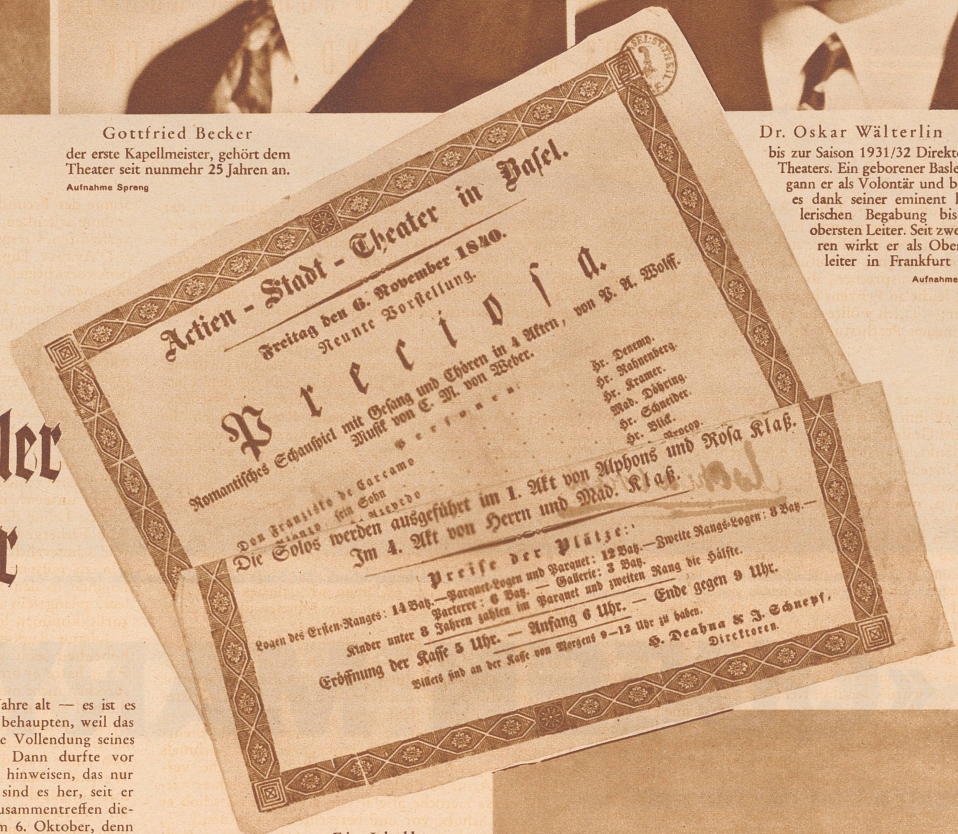 Gottfried Becker
der erste Kapellmeister, gehört dem
Theater seit nunmehr 25 Jahren an.
Aufnahme Spreng
Dr. Oskar Wälterlin
bis zur Saison 1931/32 Direkt
Theaters. Ein geborener Basle
gann er als Volontär und b
es dank seiner eminent
lerischen Begabung bis
obersten Leiter. Seit zwe
ren wirkt er als Ober
leiter in Frankfurt
Aufnahme
Actien - Stadt - Theater in Basel.
Freitag den 6. November 1840.
Neunte Vorstellung.
Preciosa.
Romantisches Schauspiel mit Gesang und Chören in 4 Akten, von P. A. Wolff.
Musik von C. M. von Weber.
Personen:
Hr. Denemy.
Hr. Rahnenberg.
Hr. Kramer.
Mad. Döhring.
Hr. Schneider.
Hr. Blick.
Don Franzisko de Carcamo
sein Sohn
Die Solos werden ausgeführt im 1. Akt von Alphons und Rosa Klaß.
Im 4. Akt von Herrn und Mad. Klaß.
Preise der Plätze:
Logen des Ersten-Ranges: 14 Batz. — Parquet-Logen und Parquet: 12 Batz. — Zweite Rangs-Logen: 8 Batz. —
Parterre: 6 Batz. — Gallerie: 3 Batz.
Kinder unter 8 Jahren zahlen im Parquet und zweiten Rang die Hälfte.
Eröffnung der Kasse 5 Uhr. — Anfang 6 Uhr. — Ende gegen 9 Uhr.
Billets sind an der Kasse von Morgens 9–12 Uhr zu haben.
H. Deahna & J. Schnepf,
Direktoren.
ler
r
ahre alt — es ist es
behaupten, weil das
e Vollendung seines
Dann durfte vor
hinweisen, das nur
sind es her, seit er
usammentreffen die-
m 6. Oktober, denn